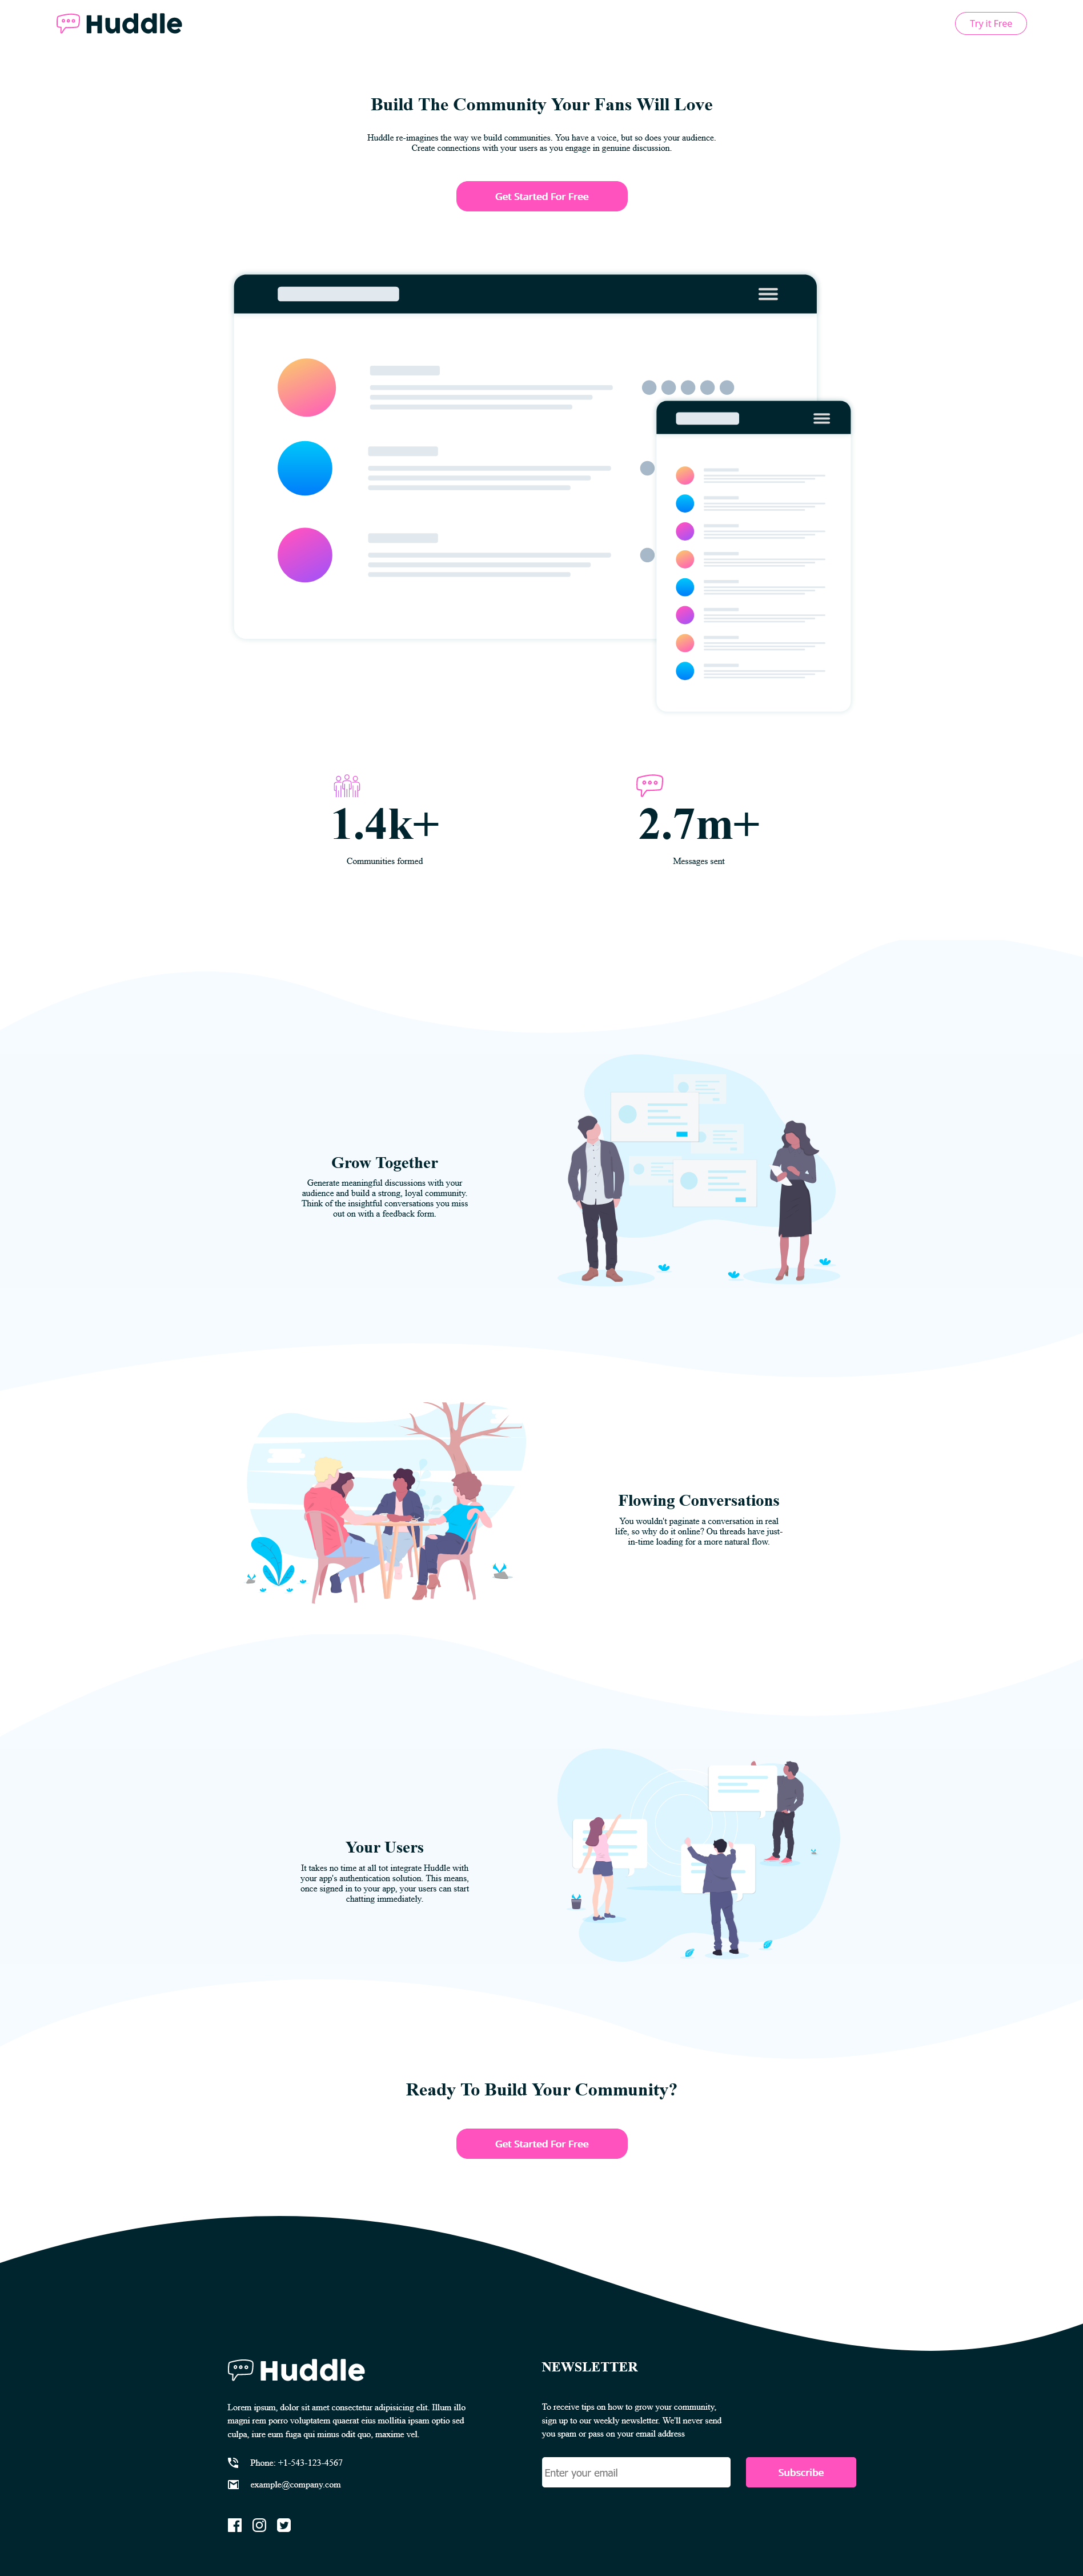 Huddle
Try it Free
Build The Community Your Fans Will Love
Huddle re-imagines the way we build communities. You have a voice, but so does your audience.
Create connections with your users as you engage in genuine discussion.
Get Started For Free
1.4k+
Communities formed
2.7m+
Messages sent
Grow Together
Generate meaningful discussions with your
audience and build a strong, loyal community.
Think of the insightful conversations you miss
out on with a feedback form.
Flowing Conversations
You wouldn't paginate a conversation in real
life, so why do it online? Ou threads have just-
in-time loading for a more natural flow.
Your Users
It takes no time at all tot integrate Huddle with
your app's authentication solution. This means,
once signed in to your app, your users can start
chatting immediately.
Ready To Build Your Community?
Get Started For Free
Huddle
Lorem ipsum, dolor sit amet consectetur adipisicing elit. Illum illo
magni rem porro voluptatem quaerat eius mollitia ipsam optio sed
culpa, iure eum fuga qui minus odit quo, maxime vel.
Phone: +1-543-123-4567
example@company.com
NEWSLETTER
To receive tips on how to grow your community,
sign up to our weekly newsletter. We'll never send
you spam or pass on your email address
Enter your email
Subscribe